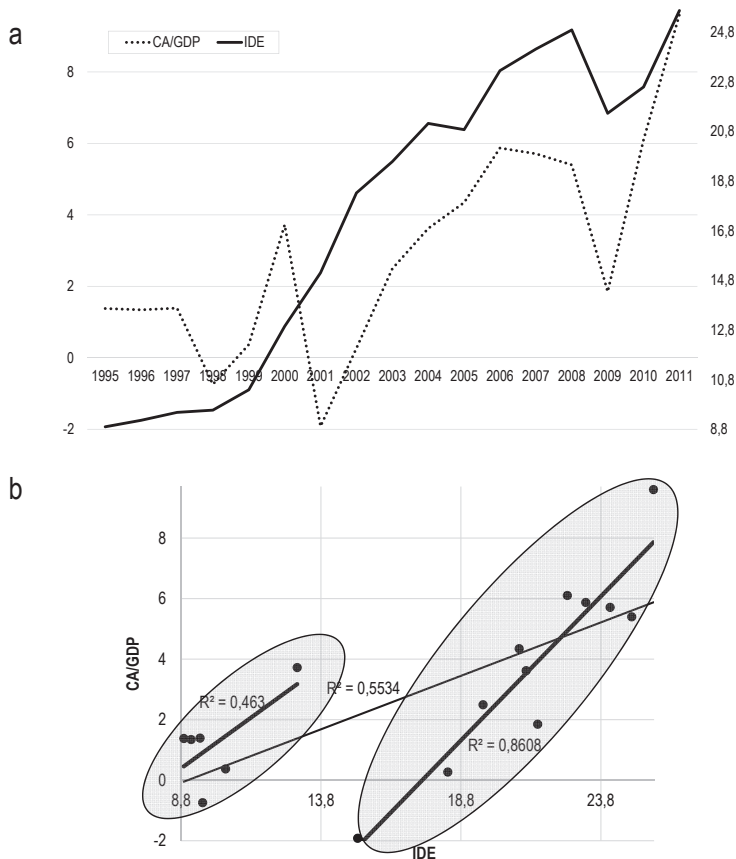 a
CA/GDP IDE
24,8
8
22,8
6
20,8
18,8
4
16,8
2
14,8
12,8
0
1995 1996 1997 1998 1999 2000 2001 2002 2003 2004 2005 2006 2007 2008 2009 2010 2011
10,8
-2
8,8
b
8
6
4
CA/GDP
R² = 0,463
R² = 0,5534
2
R² = 0,8608
0
8,8 13,8 18,8 23,8
-2
IDE